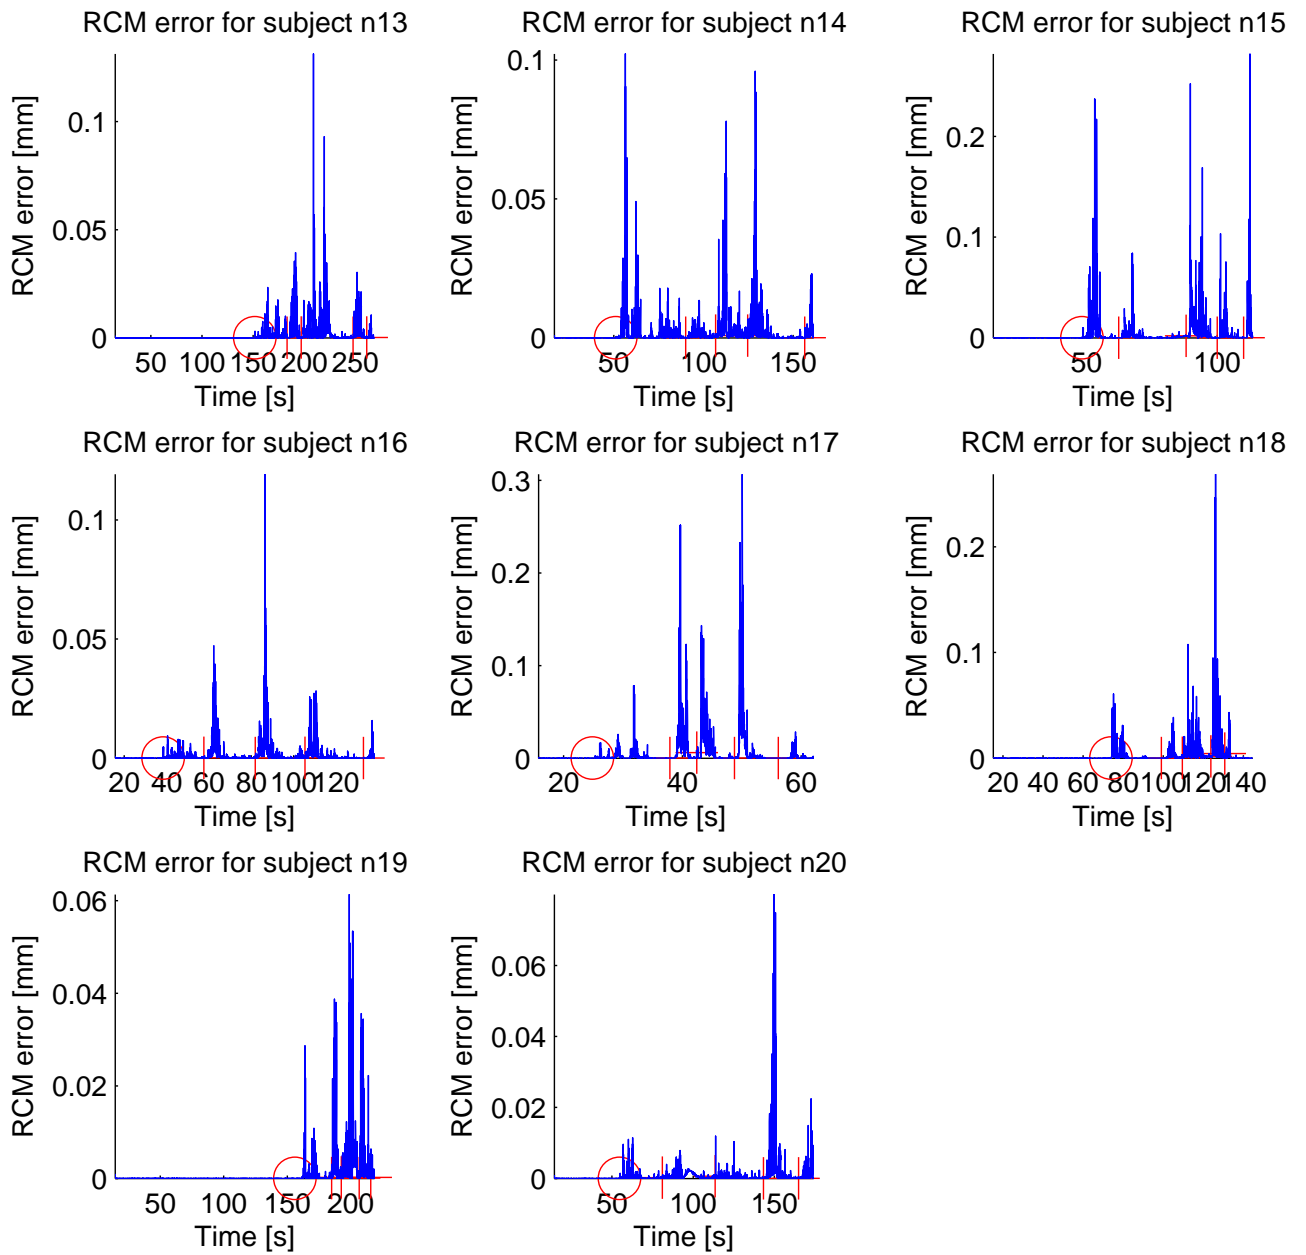 RCM error for subject n13
RCM error [mm]
0.1
0.05
0
50 100 150 200 250
Time [s]
RCM error for subject n14
RCM error [mm]
0.1
0.05
0
50 100 150
Time [s]
RCM error for subject n15
RCM error [mm]
0.2
0.1
0
50 100
Time [s]
RCM error for subject n16
RCM error [mm]
0.1
0.05
0
20 40 60 80 100 120
Time [s]
RCM error for subject n17
RCM error [mm]
0.3
0.2
0.1
0
20 40 60
Time [s]
RCM error for subject n18
RCM error [mm]
0.2
0.1
0
20 40 60 80 100 120 140
Time [s]
RCM error for subject n19
RCM error [mm]
0.06
0.04
0.02
0
50 100 150 200
Time [s]
RCM error for subject n20
RCM error [mm]
0.06
0.04
0.02
0
50 100 150
Time [s]